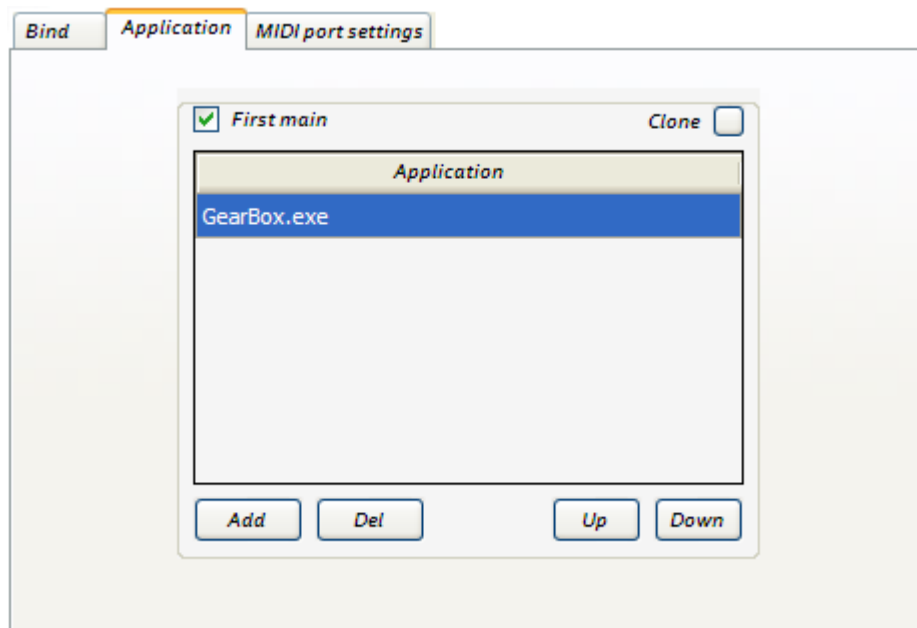 Bind Application MIDI port settings
First main Clone
Application
GearBox.exe
Add Del Up Down